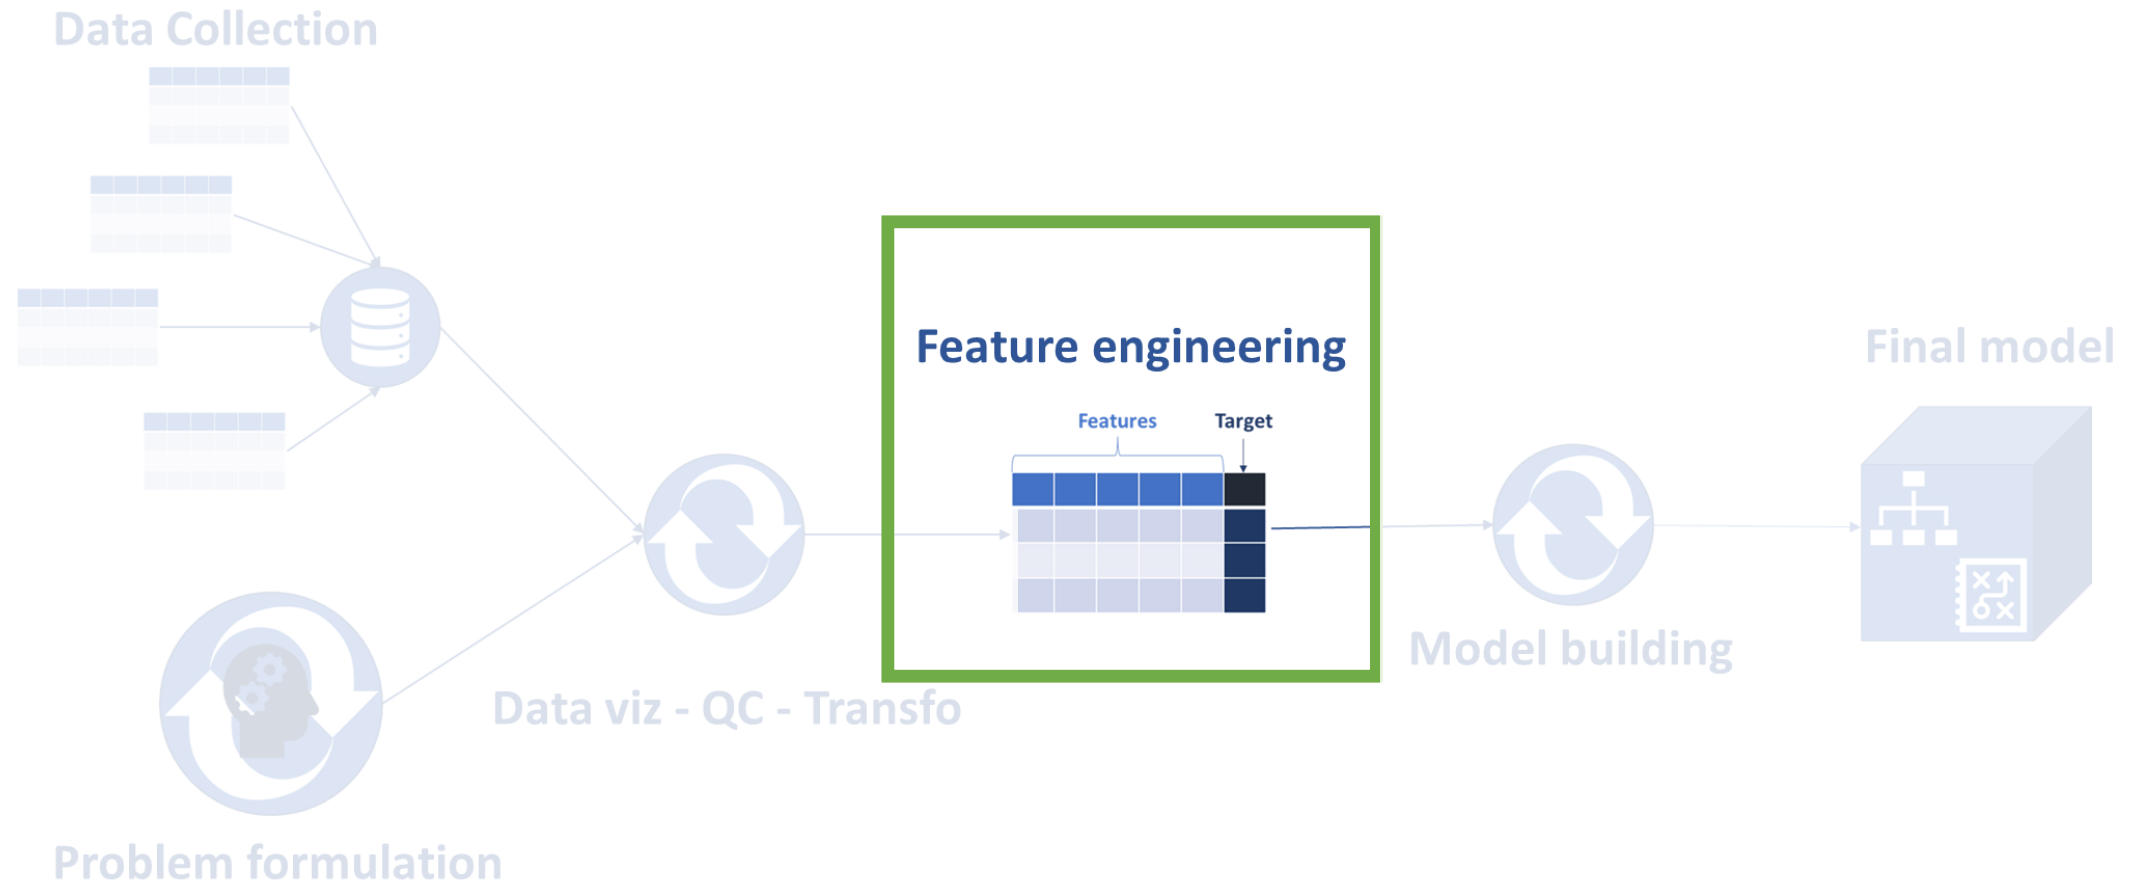 Data Collection
Feature engineering
Features
Target
Final model
Model building
Data viz - QC - Transfo
Problem formulation